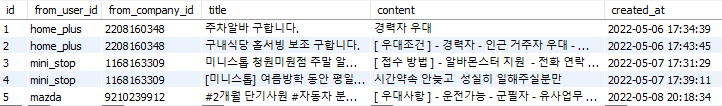 id from_user_id from_company_id title content created_at
1 home_plus 2208160348 주차알바 구합니다. 경력자 우대 2022-05-06 17:34:39
2 home_plus 2208160348 구내식당 홀서빙 보조 구합니다. [ 우대조건 ] - 경력자 - 인근 거주자 우대 - ... 2022-05-06 17:43:45
3 mini_stop 1168163309 미니스톱 청원미원점 주말 알... [ 접수 방법 ] - 알바몬스터 지원 - 전화 연락 ... 2022-05-07 17:31:29
4 mini_stop 1168163309 [미니스톱] 여름방학 동안 평일... 시간약속 안늦고 성실히 일해주실분만 2022-05-07 17:39:11
5 mazda 9210239912 #2개월 단기사원 #자동차 분... [ 우대사항 ] - 운전가능 - 군필자 - 유사업무 ... 2022-05-08 20:18:34